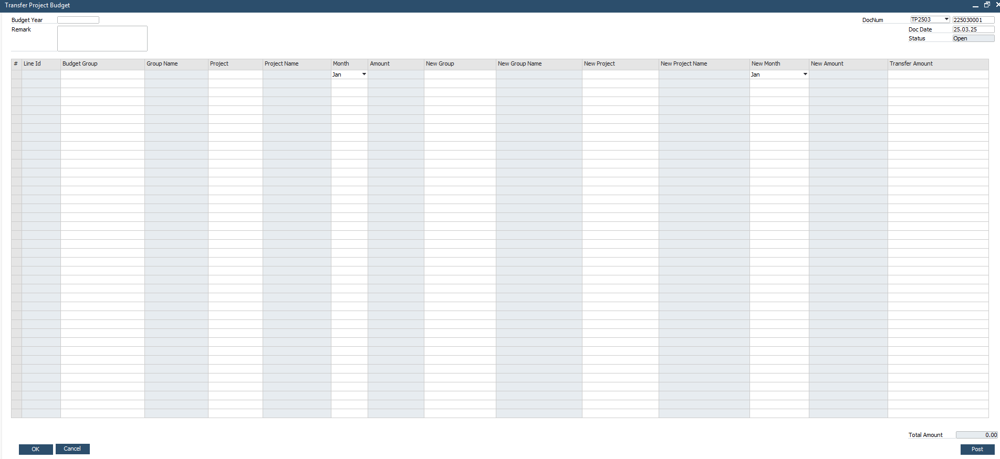 Transfer Project Budget
Budget Year
DocNum TP2503 225030001
Remark
Doc Date 25.03.25
Status Open
# Line Id Budget Group Group Name Project Project Name Month Amount New Group New Group Name New Project New Project Name New Month New Amount Transfer Amount
Jan Jan
Total Amount 0.00
OK Cancel Post